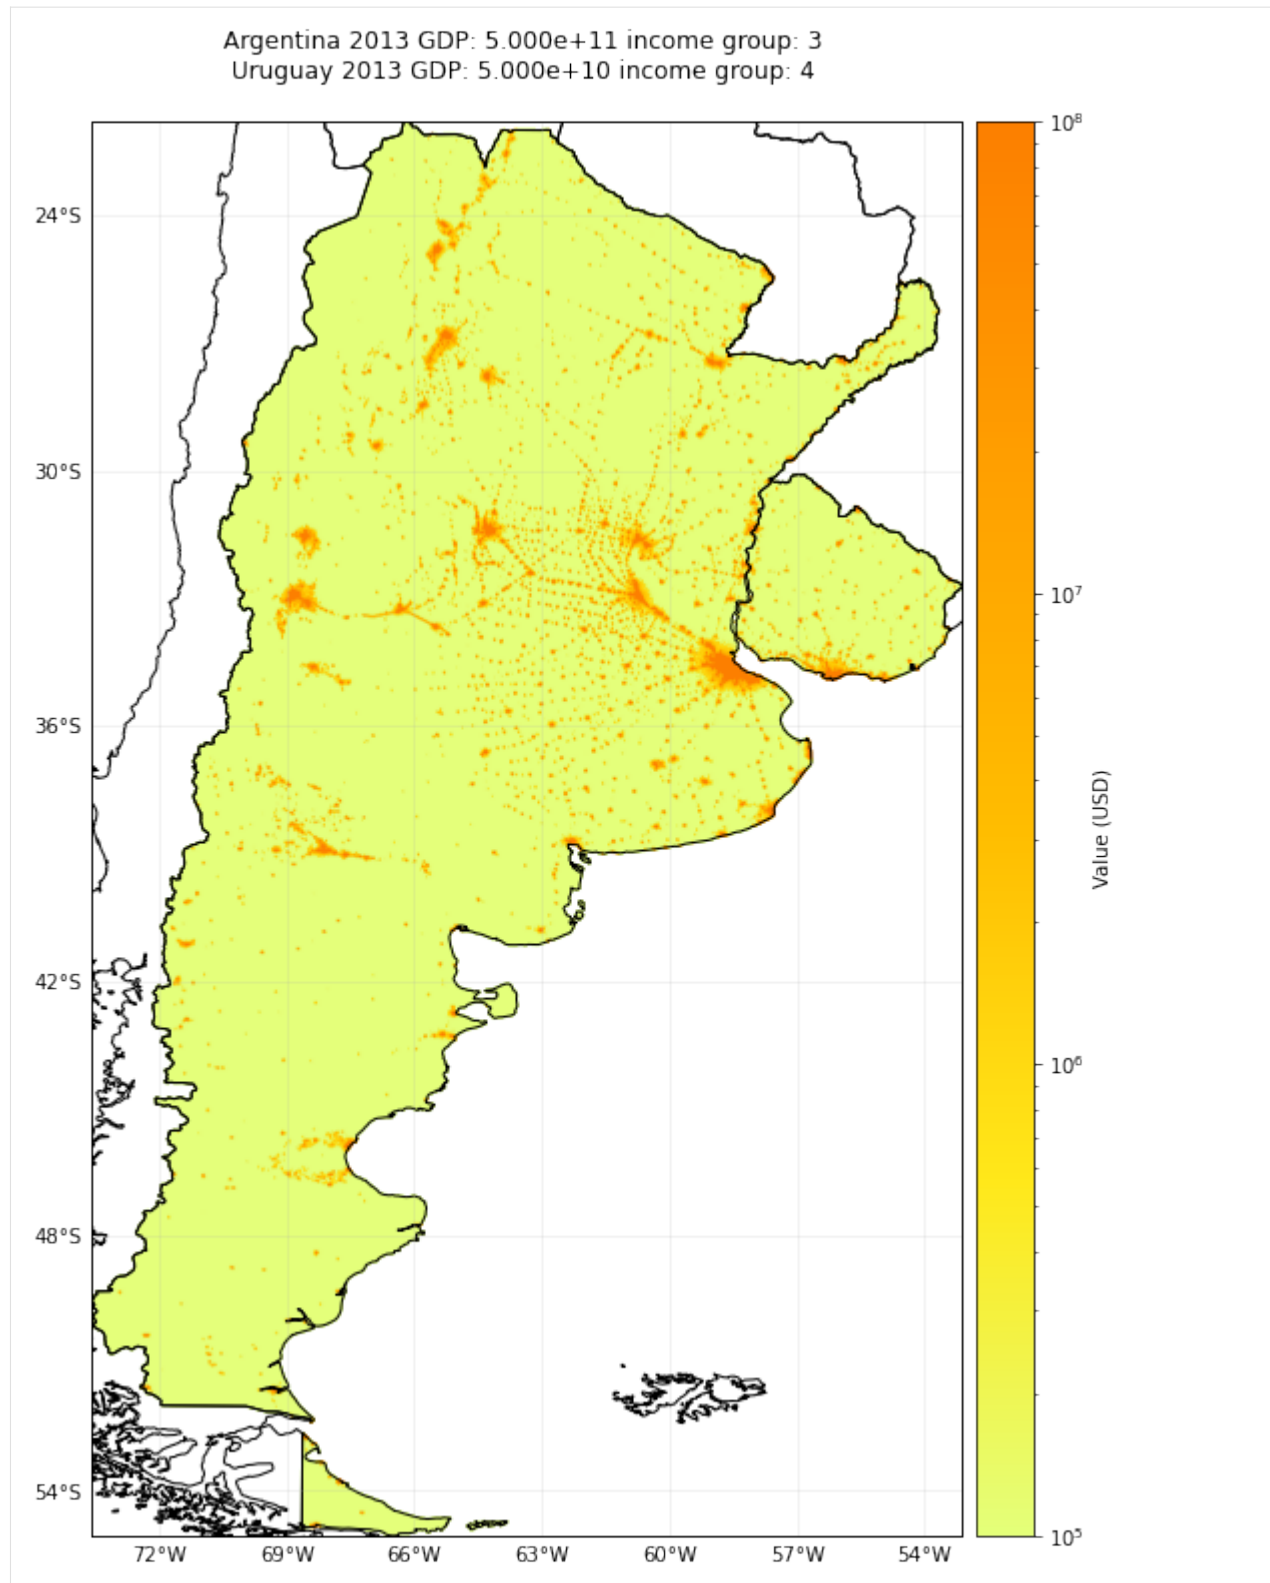 Argentina 2013 GDP: 5.000e+11 income group: 3
Uruguay 2013 GDP: 5.000e+10 income group: 4
10⁸
24°S
30°S
10⁷
36°S
Value (USD)
42°S
10⁶
48°S
54°S
10⁵
72°W 69°W 66°W 63°W 60°W 57°W 54°W